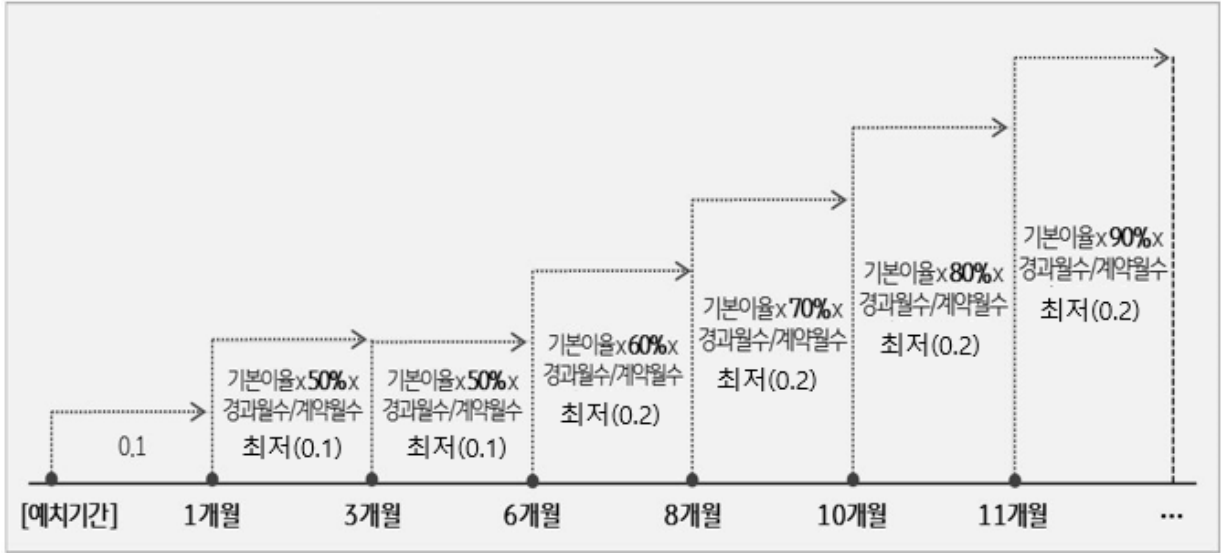 0.1
기본이율x50%x
경과월수/계약월수
최저(0.1)
기본이율x50%x
경과월수/계약월수
최저(0.1)
기본이율x60%x
경과월수/계약월수
최저(0.2)
기본이율x70%x
경과월수/계약월수
최저(0.2)
기본이율x80%x
경과월수/계약월수
최저(0.2)
기본이율x90%x
경과월수/계약월수
최저(0.2)
[예치기간] 1개월 3개월 6개월 8개월 10개월 11개월 ...